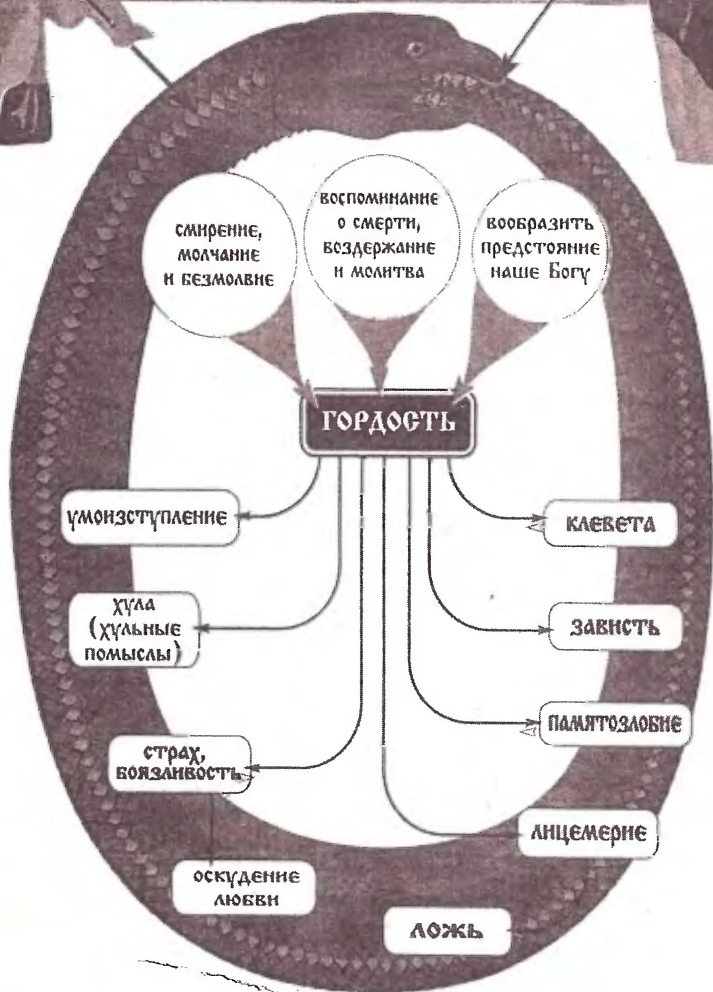 смирение,
молчание
и безмолвие
воспоминание
о смерти,
воздержание
и молитва
вообразить
предстояние
наше Богу
ГОРДОСТЬ
УМОИЗСТУПЛЕНИЕ
ХУЛА
(ХУЛЬНЫЕ
ПОМЫСЛЫ)
СТРАХ,
БОЯЗЛИВОСТЬ
ОСКУДЕНИЕ
ЛЮБВИ
КЛЕВЕТА
ЗАВИСТЬ
ПАМЯТОЗЛОБИЕ
ЛИЦЕМЕРИЕ
ЛОЖЬ